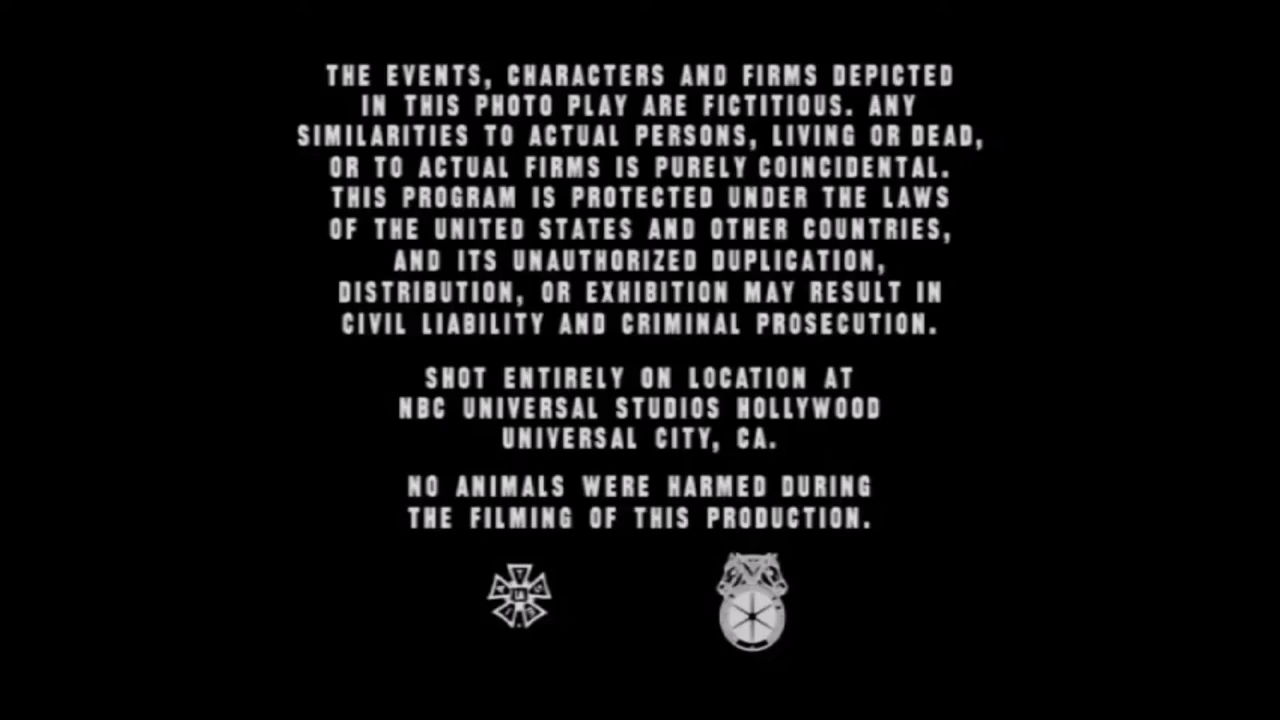 THE EVENTS, CHARACTERS AND FIRMS DEPICTED
IN THIS PHOTO PLAY ARE FICTITIOUS. ANY
SIMILARITIES TO ACTUAL PERSONS, LIVING OR DEAD,
OR TO ACTUAL FIRMS IS PURELY COINCIDENTAL.
THIS PROGRAM IS PROTECTED UNDER THE LAWS
OF THE UNITED STATES AND OTHER COUNTRIES,
AND ITS UNAUTHORIZED DUPLICATION,
DISTRIBUTION, OR EXHIBITION MAY RESULT IN
CIVIL LIABILITY AND CRIMINAL PROSECUTION.
SHOT ENTIRELY ON LOCATION AT
NBC UNIVERSAL STUDIOS HOLLYWOOD
UNIVERSAL CITY, CA.
NO ANIMALS WERE HARMED DURING
THE FILMING OF THIS PRODUCTION.